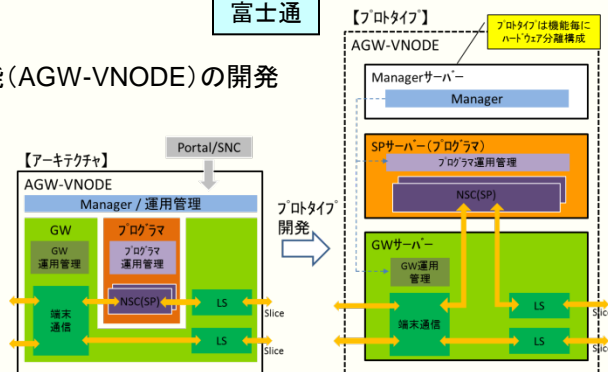 富士通
能(AGW-VNODE)の開発
【アーキテクチャ】
Portal/SNC
AGW-VNODE
Manager / 運用管理
GW
プログラマ
GW
運用管理
プログラマ
運用管理
端末
通信
NSC(SP)
LS
Slice
LS
Slice
プロトタイプ
開発
【プロトタイプ】
プロトタイプは機能毎に
ハードウェア分離構成
AGW-VNODE
Managerサーバー
Manager
SPサーバー(プログラマ)
プログラマ運用管理
NSC(SP)
GWサーバー
GW運用
管理
端末通信
LS
Slice
LS
Slice